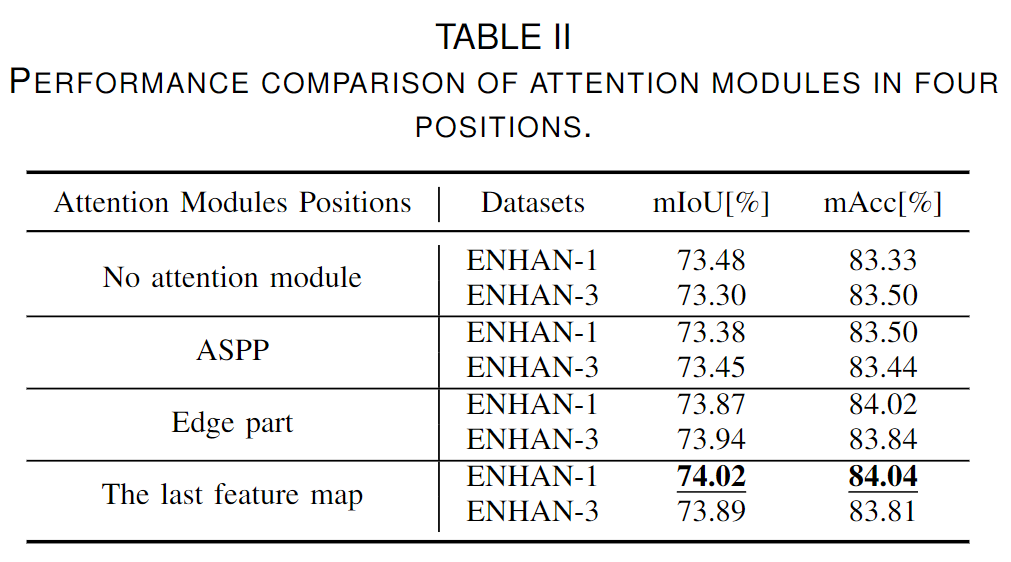 TABLE II
PERFORMANCE COMPARISON OF ATTENTION MODULES IN FOUR
POSITIONS.
Attention Modules Positions Datasets mIoU[%] mAcc[%]
No attention module
ENHAN-1 73.48 83.33
ENHAN-3 73.30 83.50
ASPP
ENHAN-1 73.38 83.50
ENHAN-3 73.45 83.44
Edge part
ENHAN-1 73.87 84.02
ENHAN-3 73.94 83.84
The last feature map
ENHAN-1 74.02 84.04
ENHAN-3 73.89 83.81